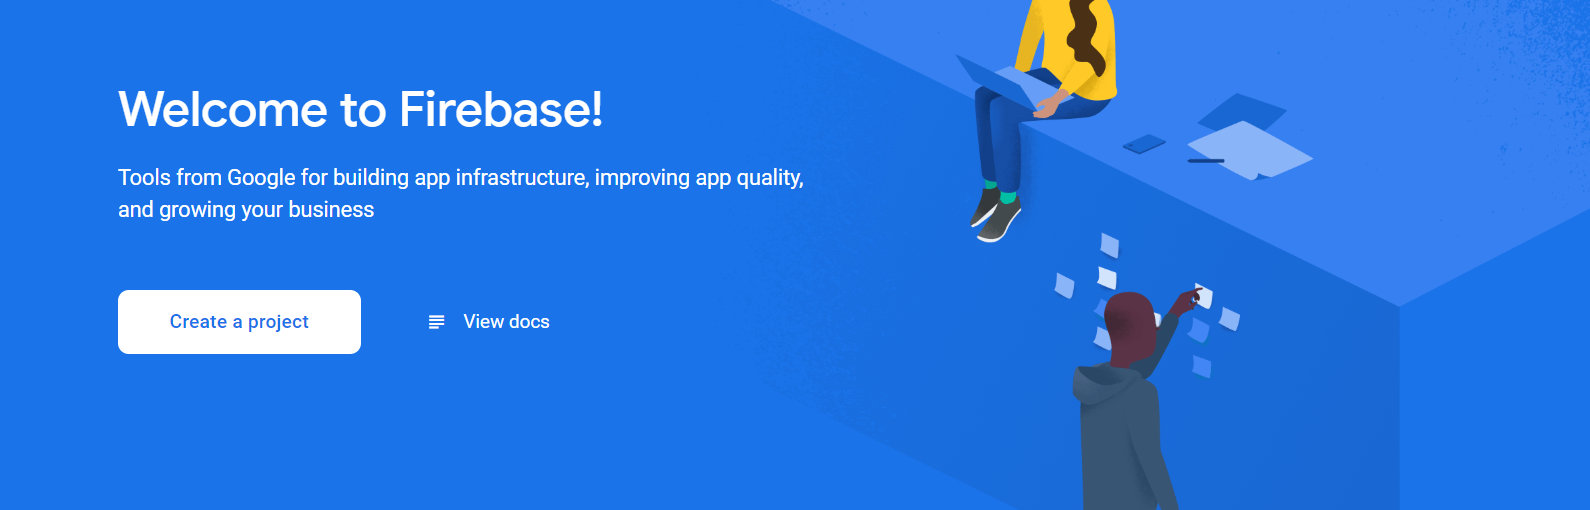 Welcome to Firebase!
Tools from Google for building app infrastructure, improving app quality,
and growing your business
Create a project
View docs